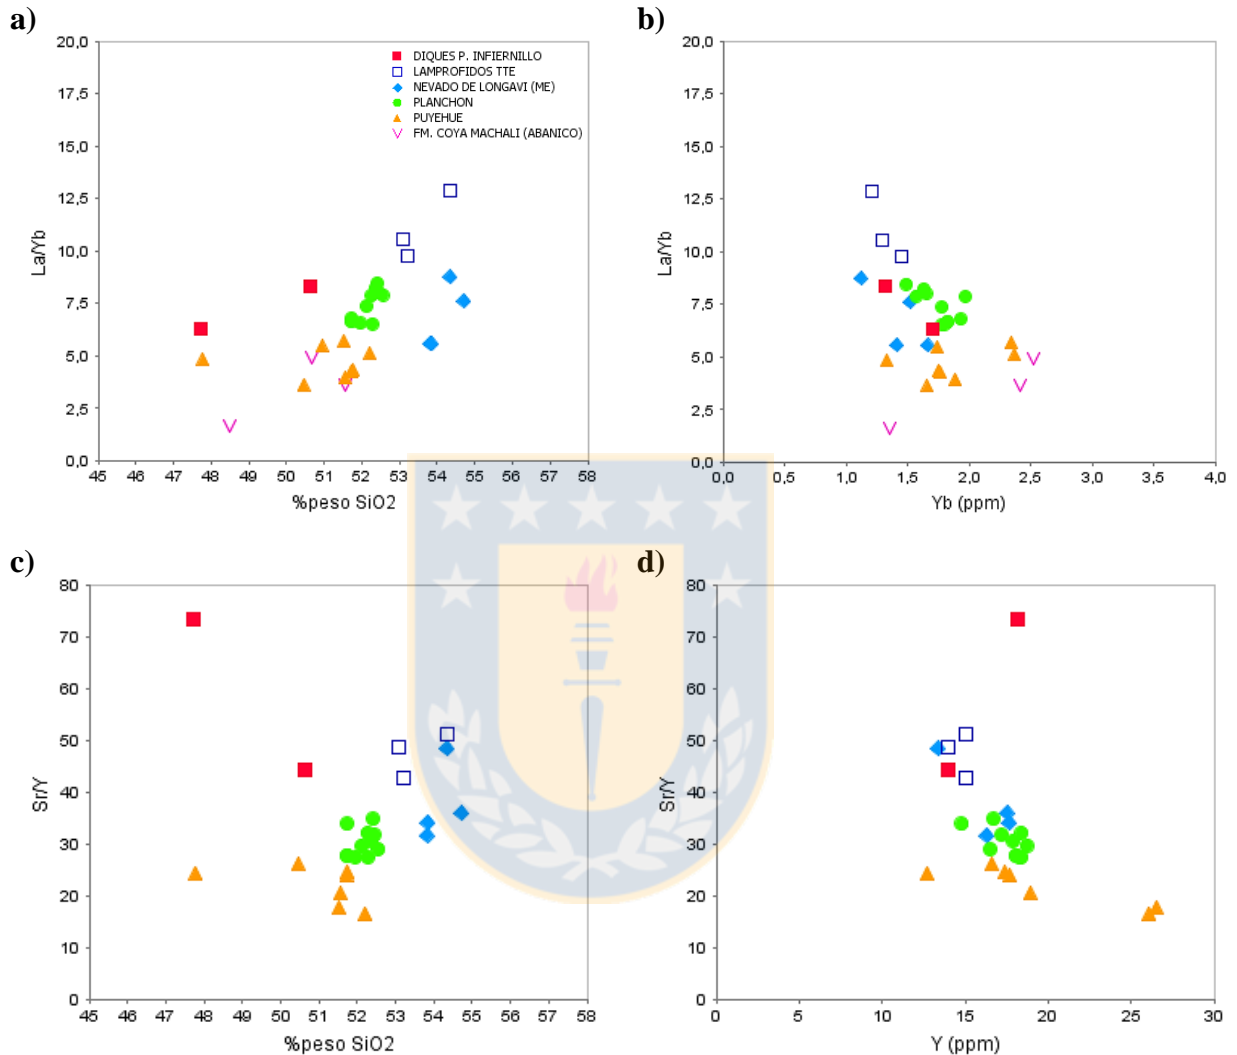 a)
20,0
17,5
15,0
12,5
10,0
7,5
5,0
2,5
0,0
La/Yb
45 46 47 48 49 50 51 52 53 54 55 56 57 58
%peso SiO2
DIQUES P. INFIERNILLO
LAMPROFIDOS TTE
NEVADO DE LONGAVI (ME)
PLANCHON
PUYEHUE
FM. COYA MACHALI (ABANICO)
b)
20,0
17,5
15,0
12,5
10,0
7,5
5,0
2,5
0,0
La/Yb
0,0 0,5 1,0 1,5 2,0 2,5 3,0 3,5 4,0
Yb (ppm)
c)
80
70
60
50
40
30
20
10
0
Sr/Y
45 46 47 48 49 50 51 52 53 54 55 56 57 58
%peso SiO2
d)
80
70
60
50
40
30
20
10
0
Sr/Y
0 5 10 15 20 25 30
Y (ppm)